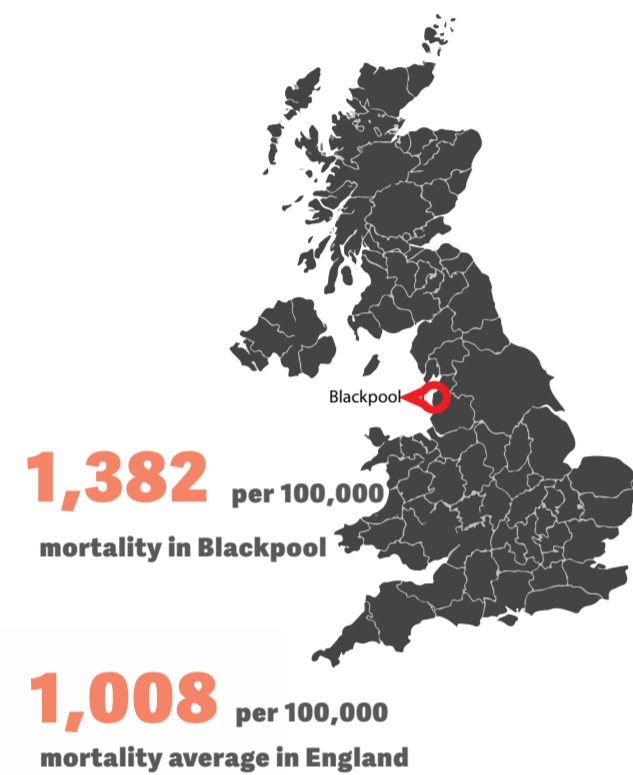 Blackpool
1,382 per 100,000
mortality in Blackpool
1,008 per 100,000
mortality average in England